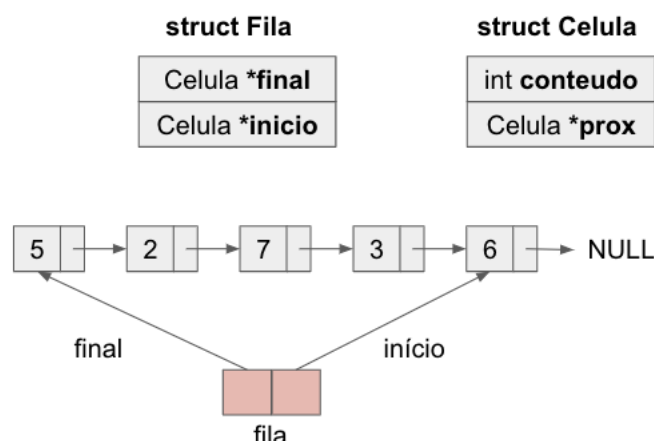 struct Fila
struct Celula
Celula *final
int conteudo
Celula *inicio
Celula *prox
5 2 7 3 6 NULL
final
início
fila